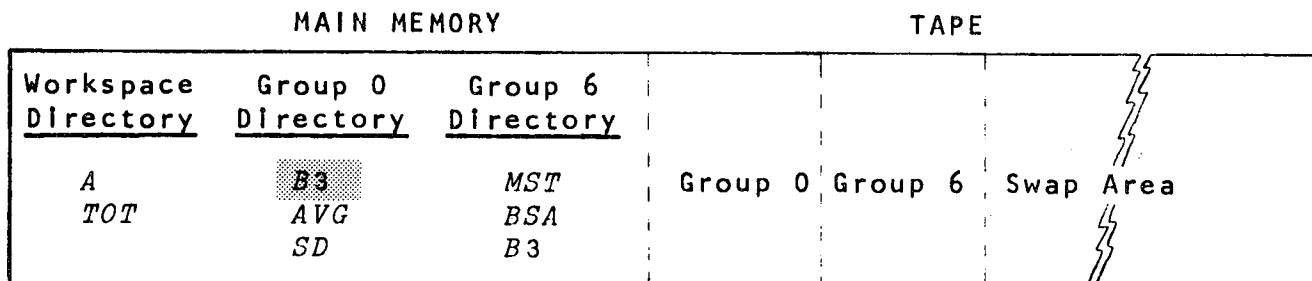 MAIN MEMORY TAPE
Workspace Group 0 Group 6
Directory Directory Directory
A B3 MST Group 0 Group 6 Swap Area
TOT AVG BSA
SD B3